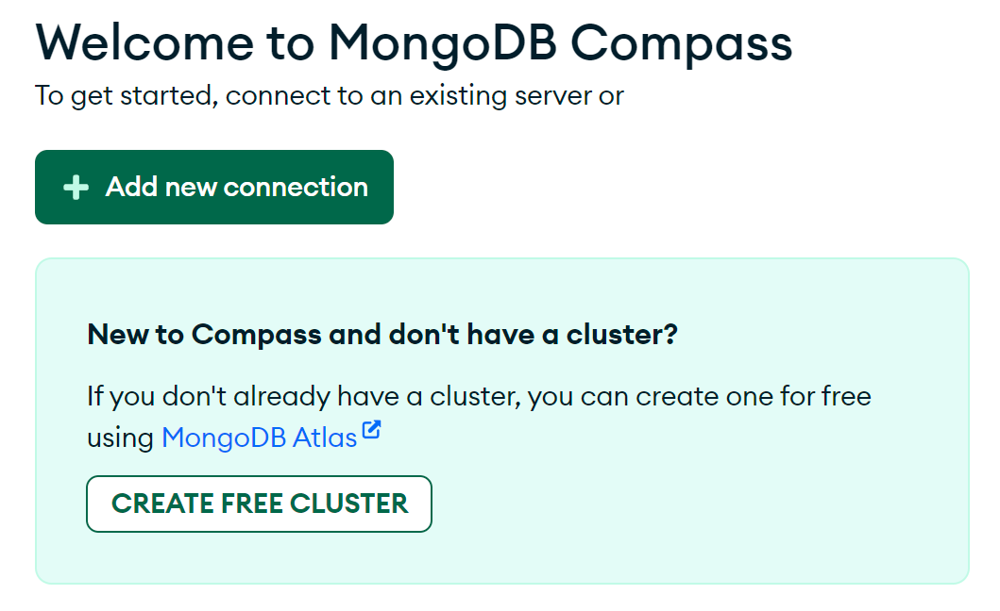 Welcome to MongoDB Compass
To get started, connect to an existing server or
Add new connection
New to Compass and don't have a cluster?
If you don't already have a cluster, you can create one for free
using MongoDB Atlas
CREATE FREE CLUSTER